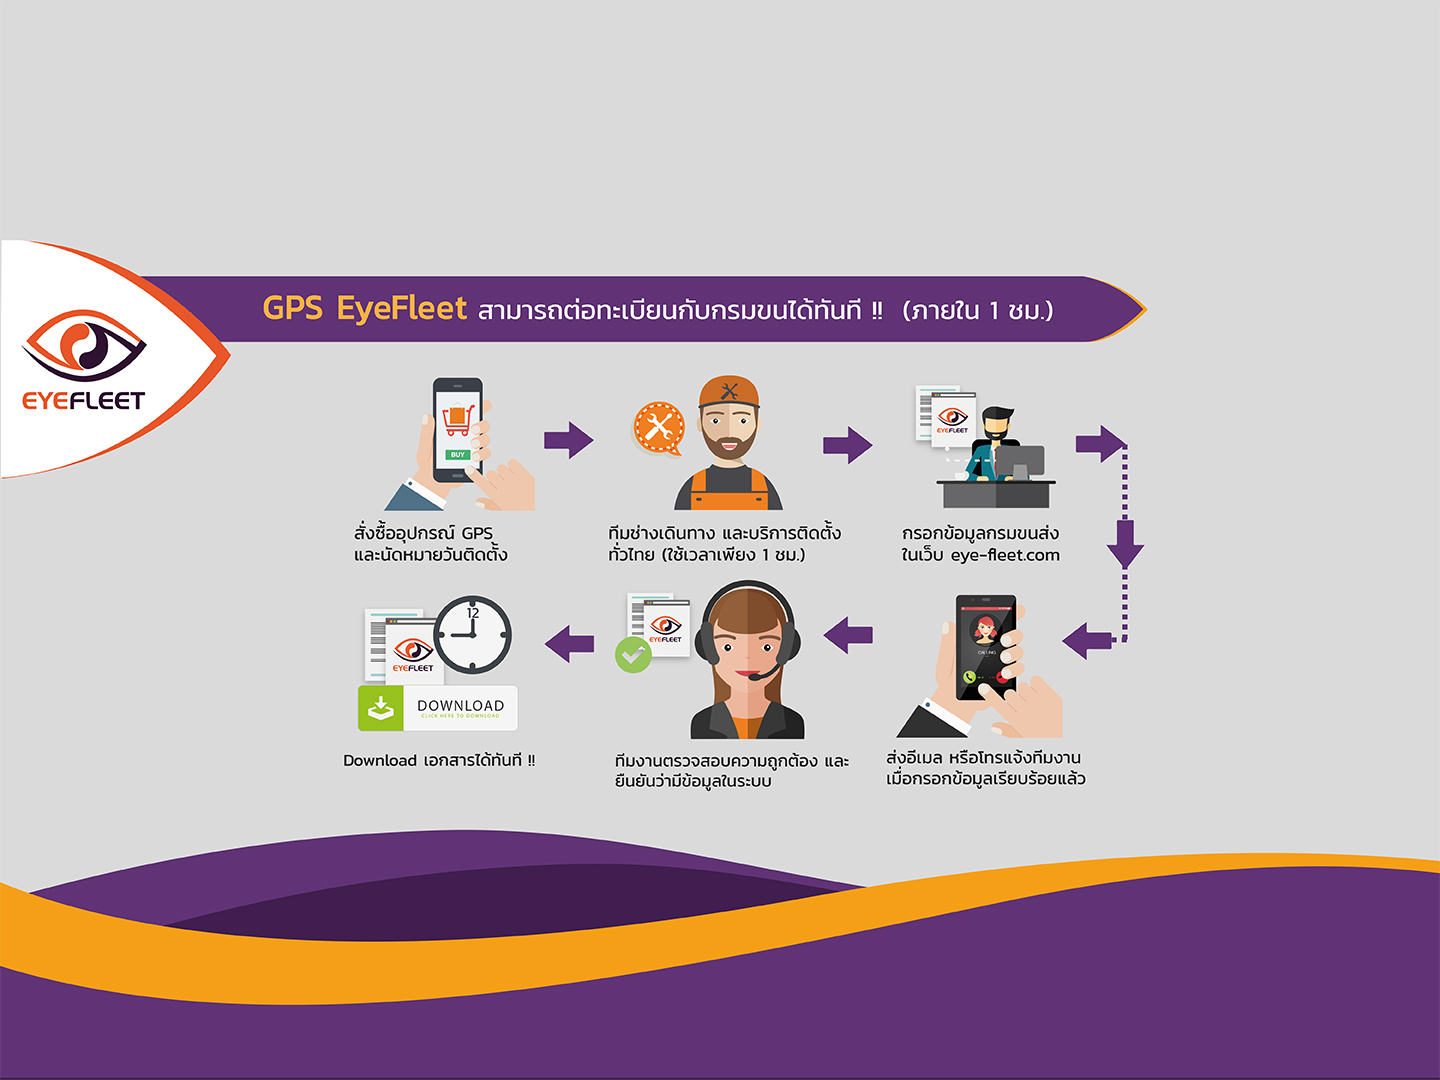 GPS EyeFleet สามารถต่อทะเบียนกับกรมขนได้ทันที !! (ภายใน 1 ชม.)
EYEFLEET
BUY
EYEFLEET
สั่งซื้ออุปกรณ์ GPS
และนัดหมายวันติดตั้ง
ทีมช่างเดินทาง และบริการติดตั้ง
ทั่วไทย (ใช้เวลาเพียง 1 ชม.)
กรอกข้อมูลกรมขนส่ง
ในเว็บ eye-fleet.com
12
EYEFLEET
DOWNLOAD
CLICK HERE TO DOWNLOAD
EYEFLEET
CALLING
Download เอกสารได้ทันที !!
ทีมงานตรวจสอบความถูกต้อง และ
ยืนยันว่ามีข้อมูลในระบบ
ส่งอีเมล หรือโทรแจ้งทีมงาน
เมื่อกรอกข้อมูลเรียบร้อยแล้ว